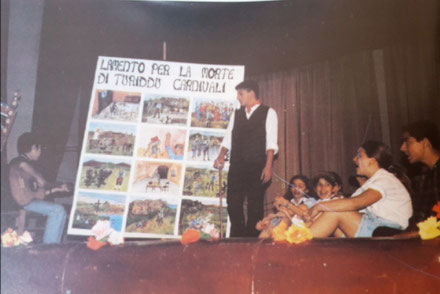 LAMENTO PER LA MORTE
DI TURIDDU CARNIVALI